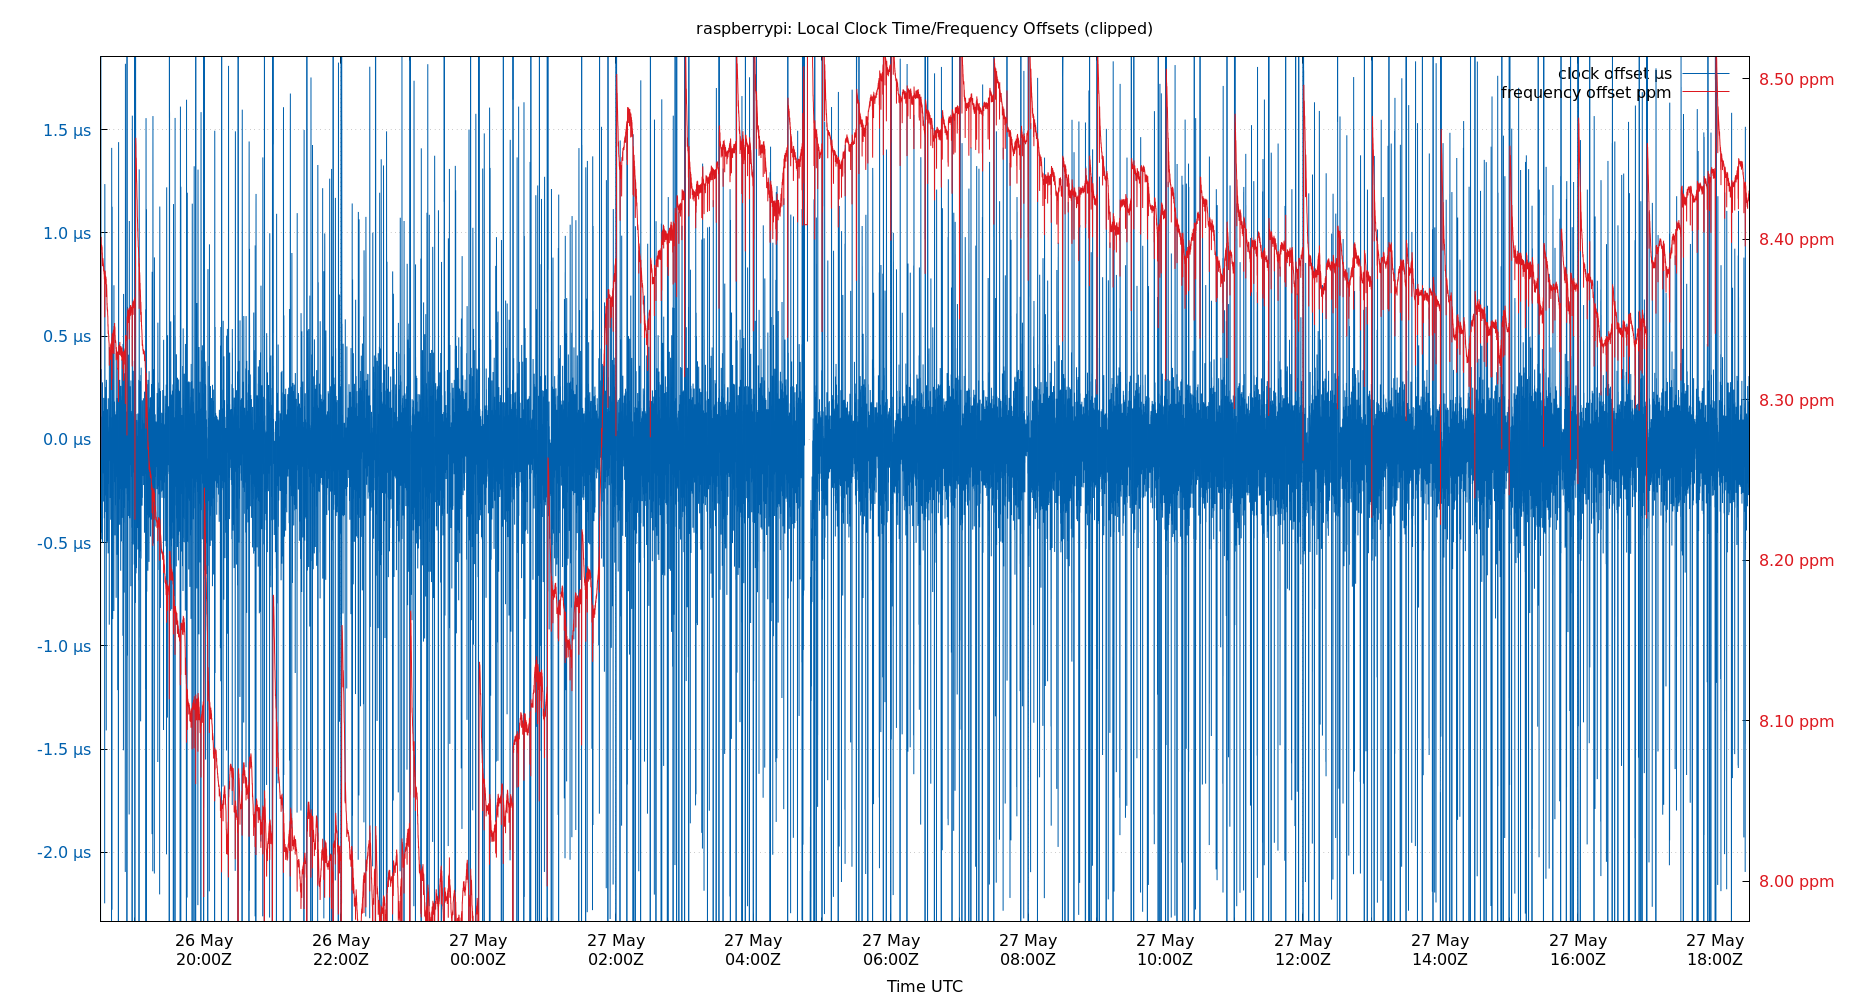 raspberrypi: Local Clock Time/Frequency Offsets (clipped)
clock offset µs
frequency offset ppm
1.5 µs
1.0 µs
0.5 µs
0.0 µs
-0.5 µs
-1.0 µs
-1.5 µs
-2.0 µs
8.50 ppm
8.40 ppm
8.30 ppm
8.20 ppm
8.10 ppm
8.00 ppm
26 May
20:00Z
26 May
22:00Z
27 May
00:00Z
27 May
02:00Z
27 May
04:00Z
27 May
06:00Z
27 May
08:00Z
27 May
10:00Z
27 May
12:00Z
27 May
14:00Z
27 May
16:00Z
27 May
18:00Z
Time UTC